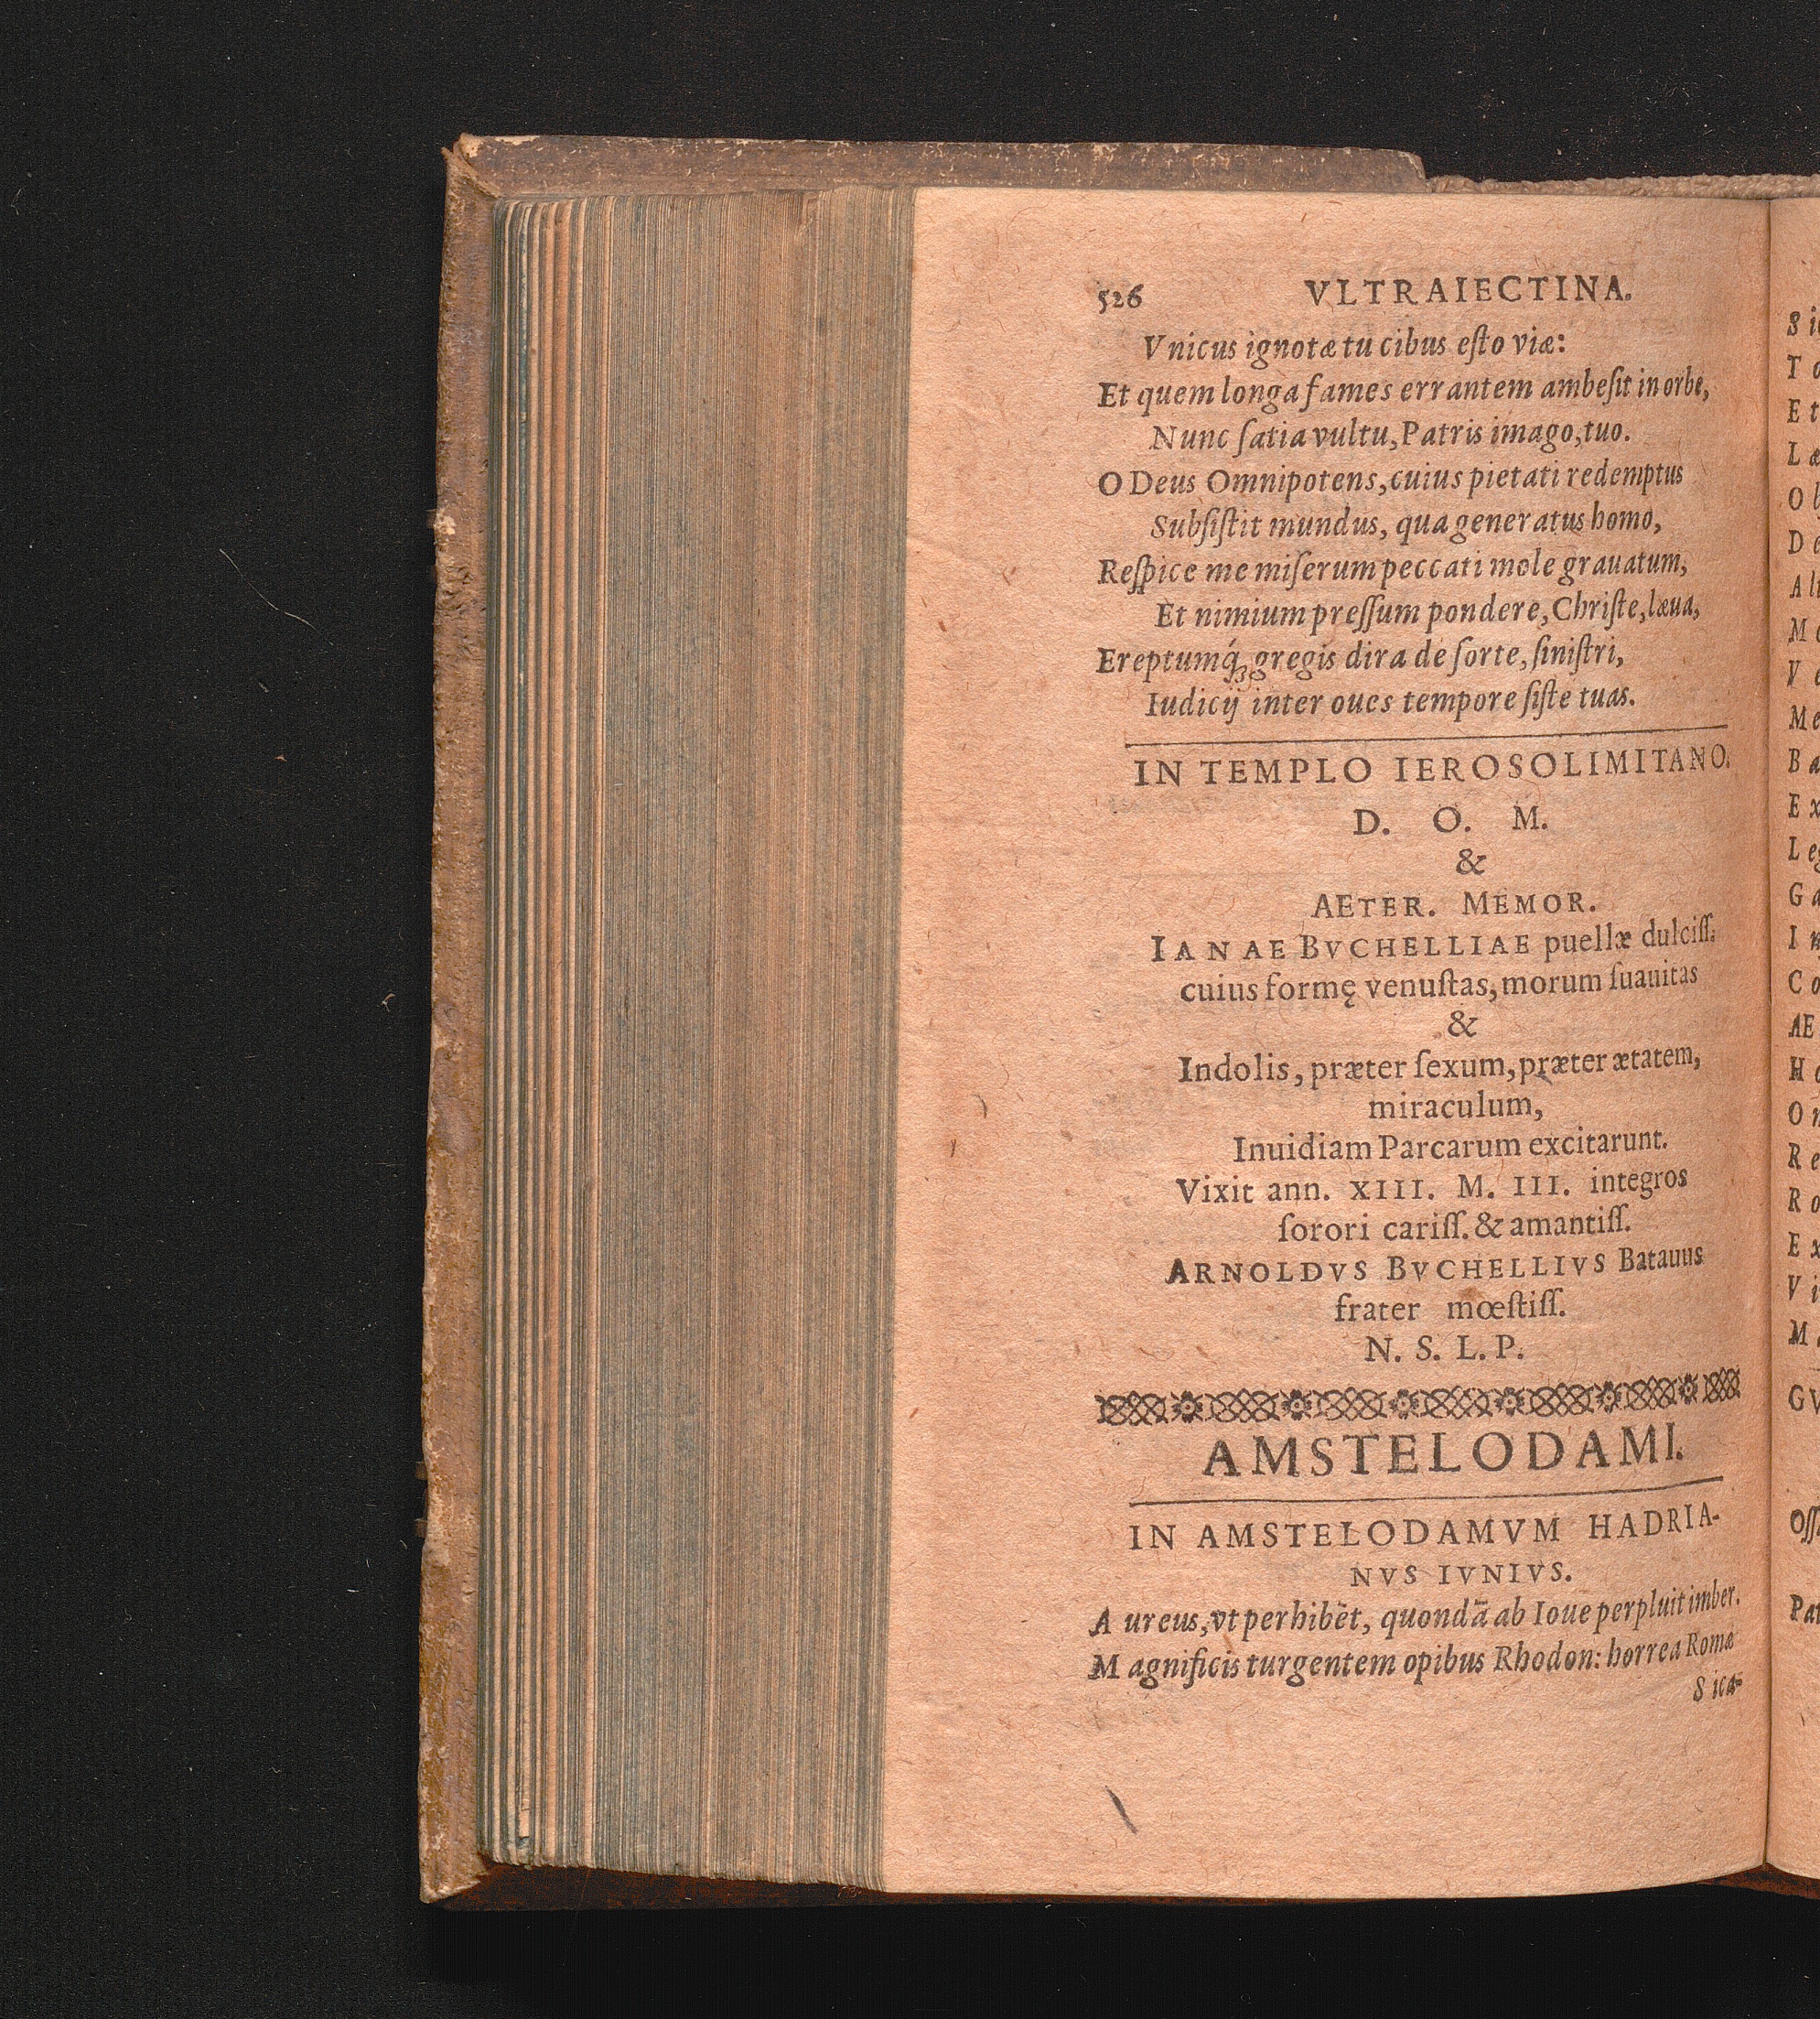 526 VLTRAIECTINA.
Vnicus ignotæ tu cibus eſto viæ:
Et quem longa fames errantem ambeſit in orbe,
Nunc ſatia vultu, Patris imago, tuo.
O Deus Omnipotens, cuius pietati redemptus
Subſiſtit mundus, qua generatus homo,
Reſpice me miſerum peccati mole grauatum,
Et nimium preſſum pondere, Chriſte, læua,
Ereptumq́ꝫ gregis dira de ſorte, ſiniſtri,
Iudicij inter oues tempore ſiſte tuas.
IN TEMPLO IEROSOLIMITANO.
D. O. M.
&
AETER. MEMOR.
IANAE BVCHELLIAE puellæ dulciſſ.
cuius formę venuſtas, morum ſuauitas
&
Indolis, præter ſexum, præter ætatem,
miraculum,
Inuidiam Parcarum excitarunt.
Vixit ann. XIII. M. III. integros
ſorori cariſſ. & amantiſſ.
ARNOLDVS BVCHELLIVS Batauus
frater mœſtiſſ.
N. S. L. P.
AMSTELODAMI.
IN AMSTELODAMVM HADRIA-
NVS IVNIVS.
Aureus, vt perhibēt, quondā ab Ioue perpluit imber.
Magnificis turgentem opibus Rhodon: horrea Romæ
Sica-